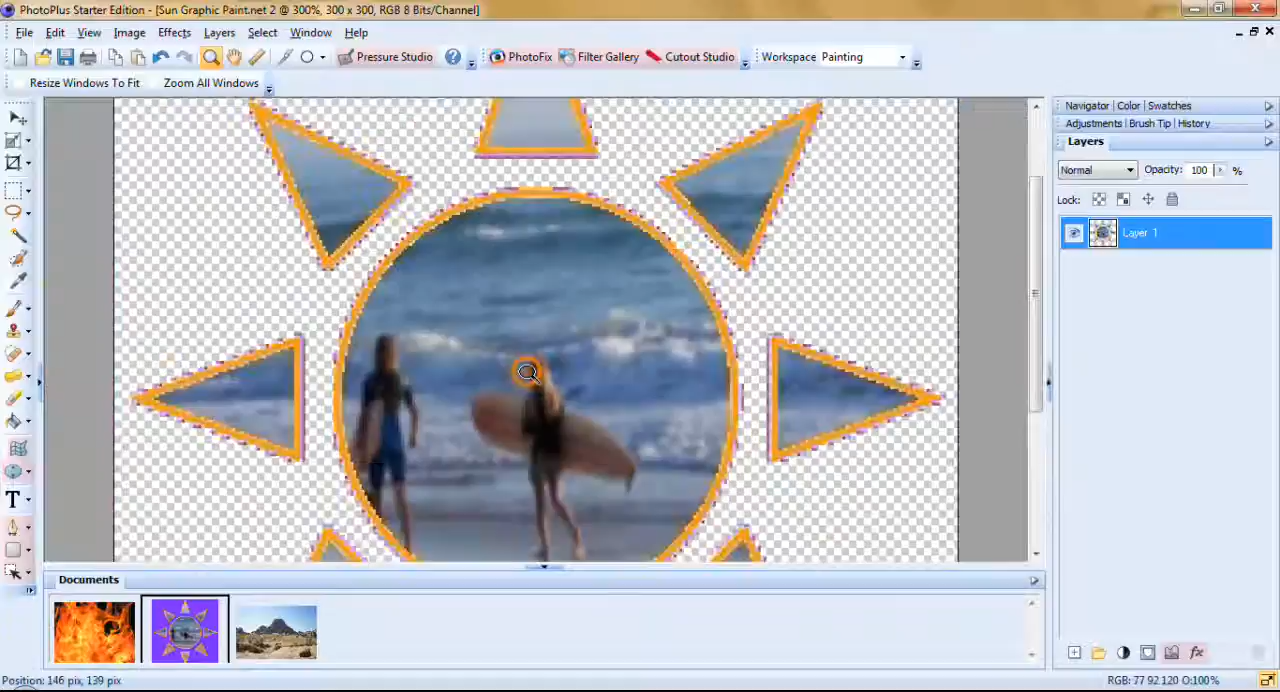 PhotoPlus Starter Edition - [Sun Graphic Paint.net 2 @ 300%, 300 x 300, RGB 8 Bits/Channel]
File Edit View Image Effects Layers Select Window Help
Pressure Studio PhotoFix Filter Gallery Cutout Studio Workspace Painting
Resize Windows To Fit Zoom All Windows
Navigator Color Swatches
Adjustments Brush Tip History
Layers
Normal Opacity: 100 %
Lock:
Layer 1
T
fx
Documents
Position: 146 pix, 139 pix
RGB: 77 92 120 O:100%